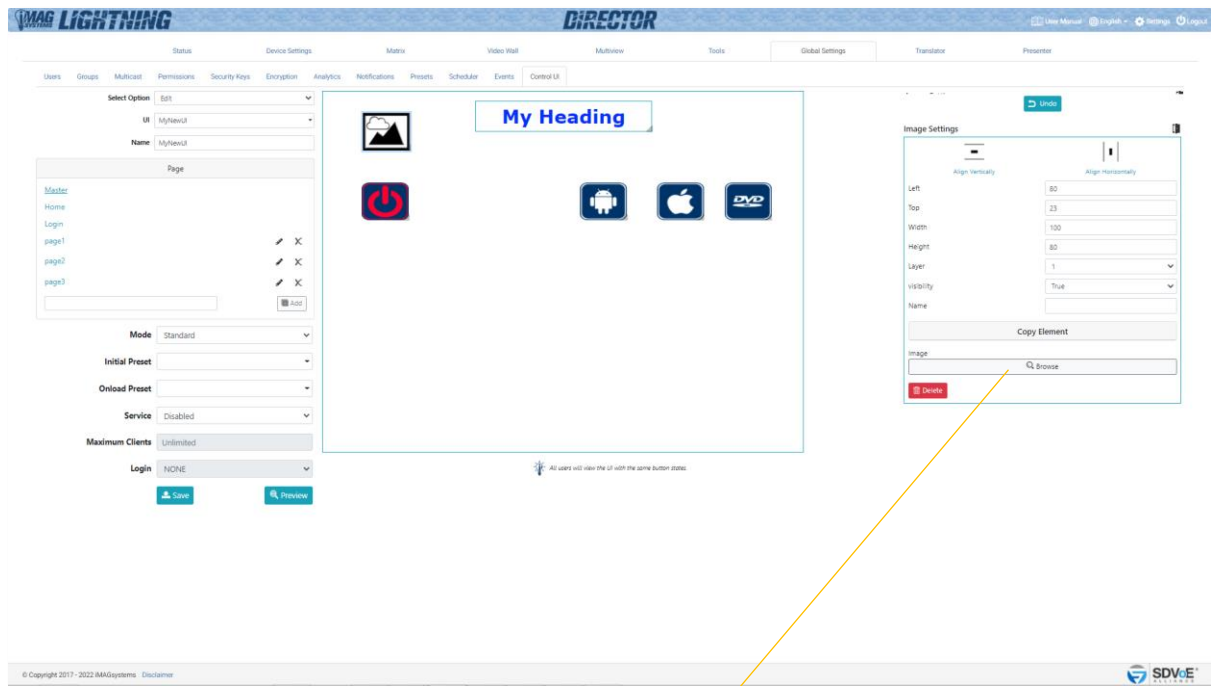 iMAG LIGHTNING
SYSTEMS
DIRECTOR
User Manual English Settings Logout
Status Device Settings Matrix Video Wall Multiview Tools Global Settings Translator Presenter
Users Groups Multicast Permissions Security Keys Encryption Analytics Notifications Presets Scheduler Events Control UI
Select Option Edit
UI MyNewUI
Name MyNewUI
Page
Master
Home
Login
page1
page2
page3
Add
Mode Standard
Initial Preset
Onload Preset
Service Disabled
Maximum Clients Unlimited
Login NONE
Save Preview
My Heading
DVD
All users will view the UI with the same button states.
Undo
Image Settings
Align Vertically Align Horizontally
Left 80
Top 23
Width 100
Height 80
Layer 1
visibility True
Name
Copy Element
Image
Browse
Delete
© Copyright 2017 - 2022 iMAGsystems Disclaimer
SDVoE
ALLIANCE